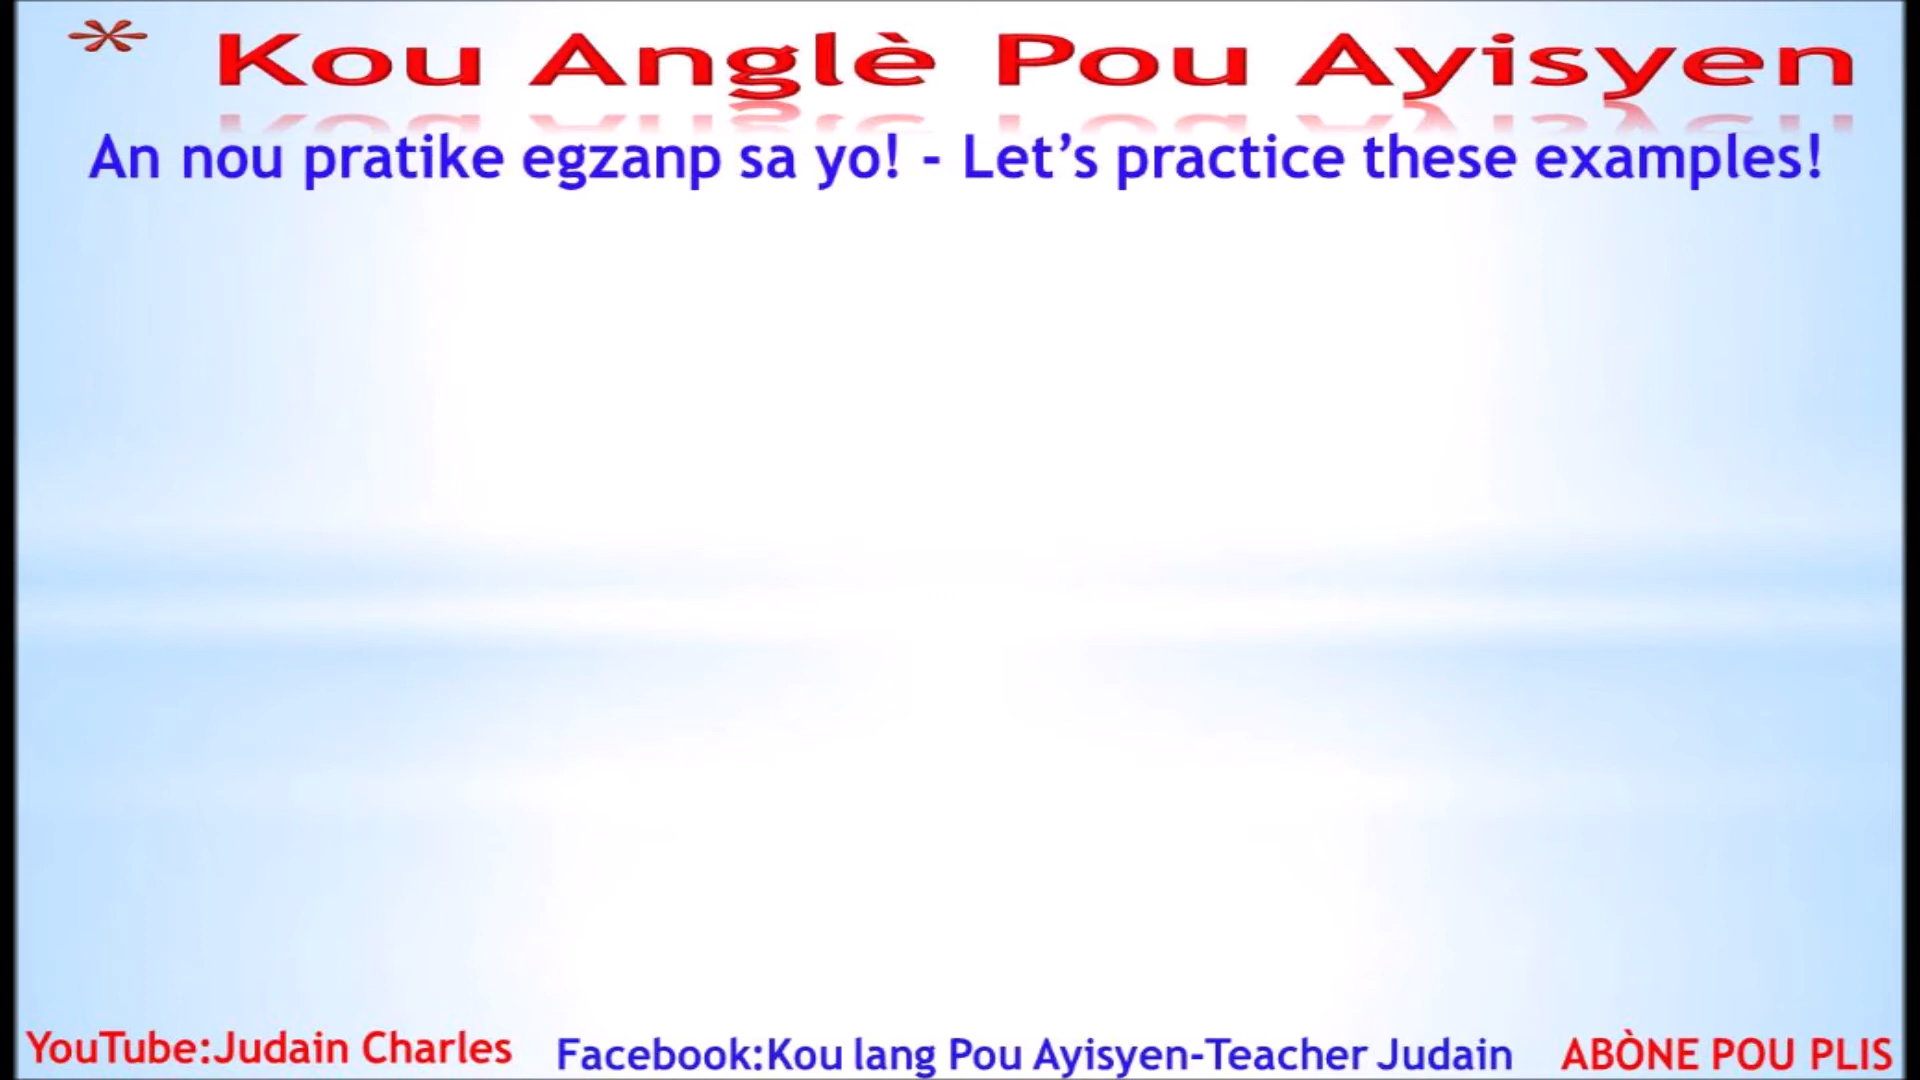 * Kou Anglè Pou Ayisyen
An nou pratike egzanp sa yo! - Let’s practice these examples!
YouTube:Judain Charles
Facebook:Kou lang Pou Ayisyen-Teacher Judain
ABÒNE POU PLIS